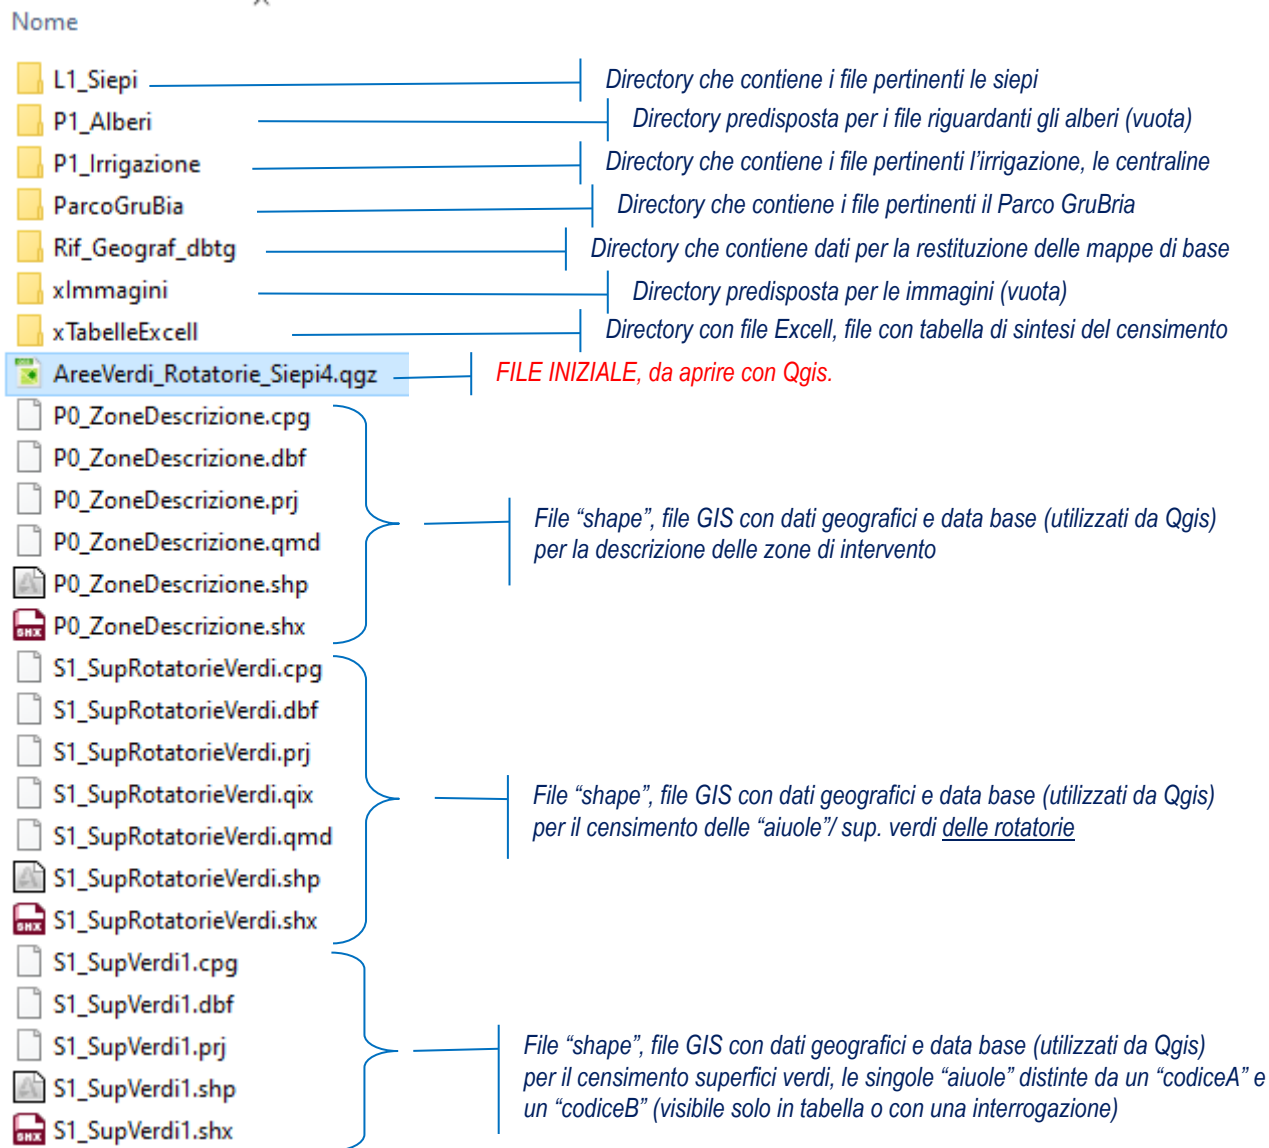 Nome
L1_Siepi
Directory che contiene i file pertinenti le siepi
P1_Alberi
Directory predisposta per i file riguardanti gli alberi (vuota)
P1_Irrigazione
Directory che contiene i file pertinenti l'irrigazione, le centraline
ParcoGruBia
Directory che contiene i file pertinenti il Parco GruBria
Rif_Geograf_dbtg
Directory che contiene dati per la restituzione delle mappe di base
xImmagini
Directory predisposta per le immagini (vuota)
xTabelleExcell
Directory con file Excell, file con tabella di sintesi del censimento
AreeVerdi_Rotatorie_Siepi4.qgz
FILE INIZIALE, da aprire con Qgis.
P0_ZoneDescrizione.cpg
P0_ZoneDescrizione.dbf
P0_ZoneDescrizione.prj
P0_ZoneDescrizione.qmd
P0_ZoneDescrizione.shp
SHX P0_ZoneDescrizione.shx
File “shape”, file GIS con dati geografici e data base (utilizzati da Qgis)
per la descrizione delle zone di intervento
S1_SupRotatorieVerdi.cpg
S1_SupRotatorieVerdi.dbf
S1_SupRotatorieVerdi.prj
S1_SupRotatorieVerdi.qix
S1_SupRotatorieVerdi.qmd
S1_SupRotatorieVerdi.shp
SHX S1_SupRotatorieVerdi.shx
File “shape”, file GIS con dati geografici e data base (utilizzati da Qgis)
per il censimento delle “aiuole”/ sup. verdi delle rotatorie
S1_SupVerdi1.cpg
S1_SupVerdi1.dbf
S1_SupVerdi1.prj
S1_SupVerdi1.shp
SHX S1_SupVerdi1.shx
File “shape”, file GIS con dati geografici e data base (utilizzati da Qgis)
per il censimento superfici verdi, le singole “aiuole” distinte da un “codiceA” e
un “codiceB” (visibile solo in tabella o con una interrogazione)